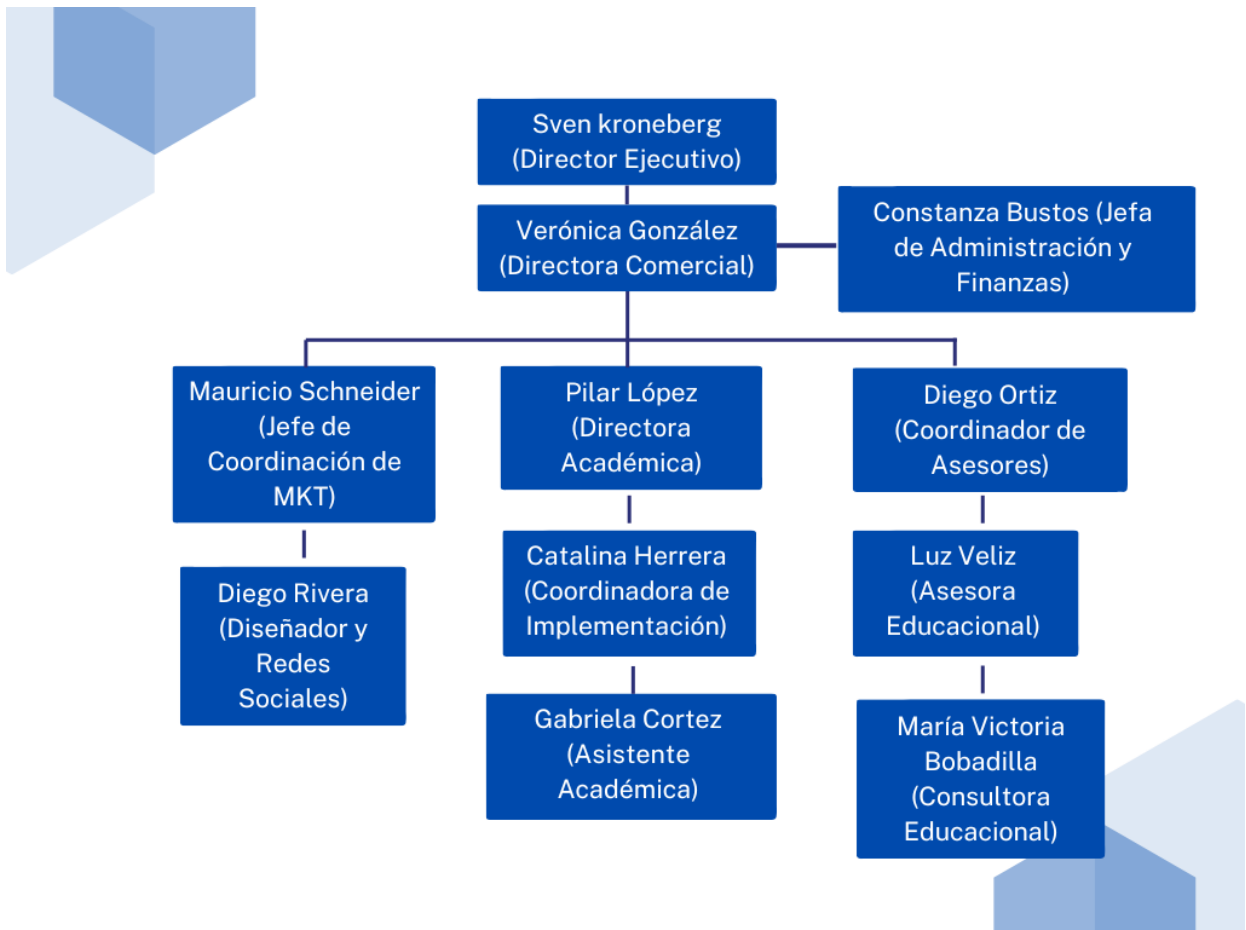 Sven kroneberg
(Director Ejecutivo)
Verónica González
(Directora Comercial)
Constanza Bustos (Jefa
de Administración y
Finanzas)
Mauricio Schneider
(Jefe de
Coordinación de
MKT)
Diego Rivera
(Diseñador y
Redes
Sociales)
Pilar López
(Directora
Académica)
Catalina Herrera
(Coordinadora de
Implementación)
Gabriela Cortez
(Asistente
Académica)
Diego Ortiz
(Coordinador de
Asesores)
Luz Veliz
(Asesora
Educacional)
María Victoria
Bobadilla
(Consultora
Educacional)